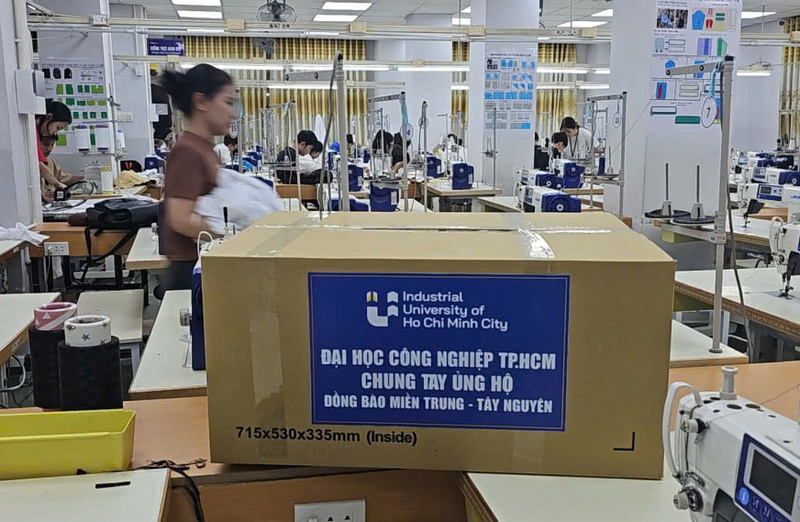 Industrial
University of
Ho Chi Minh City
ĐẠI HỌC CÔNG NGHIỆP TP.HCM
CHUNG TAY ỦNG HỘ
ĐỒNG BÀO MIỀN TRUNG - TÂY NGUYÊN
715x530x335mm (Inside)